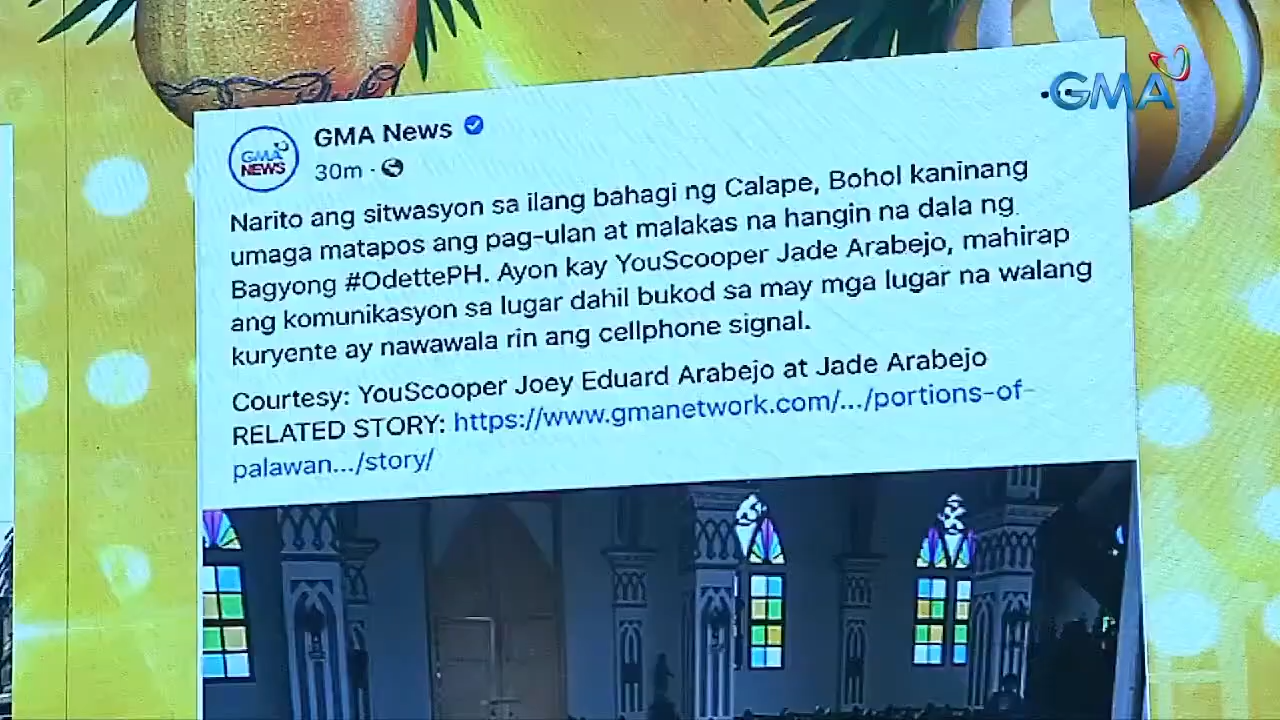 GMA
GMA News
GMA
NEWS
30m ·
Narito ang sitwasyon sa ilang bahagi ng Calape, Bohol kaninang
umaga matapos ang pag-ulan at malakas na hangin na dala ng
Bagyong #OdettePH. Ayon kay YouScooper Jade Arabejo, mahirap
ang komunikasyon sa lugar dahil bukod sa may mga lugar na walang
kuryente ay nawawala rin ang cellphone signal.
Courtesy: YouScooper Joey Eduard Arabejo at Jade Arabejo
RELATED STORY: https://www.gmanetwork.com/.../portions-of-
palawan.../story/